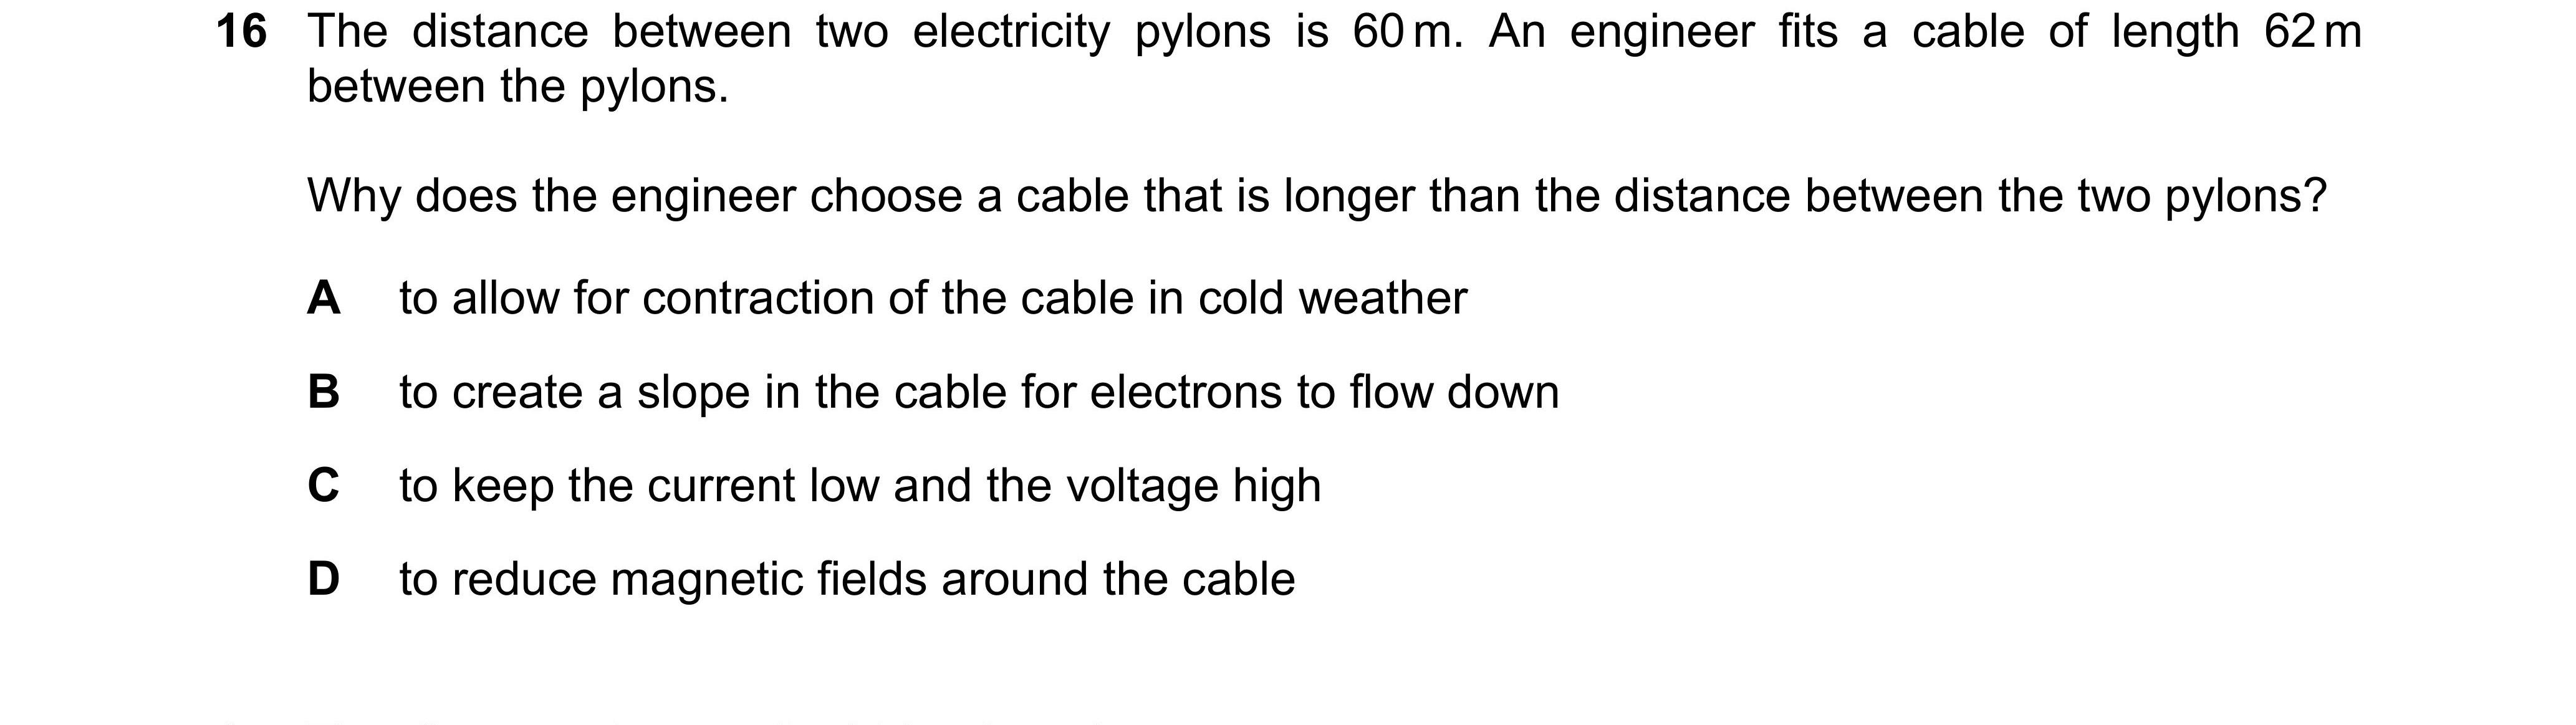 16 The distance between two electricity pylons is 60 m. An engineer fits a cable of length 62 m
between the pylons.
Why does the engineer choose a cable that is longer than the distance between the two pylons?
A to allow for contraction of the cable in cold weather
B to create a slope in the cable for electrons to flow down
C to keep the current low and the voltage high
D to reduce magnetic fields around the cable